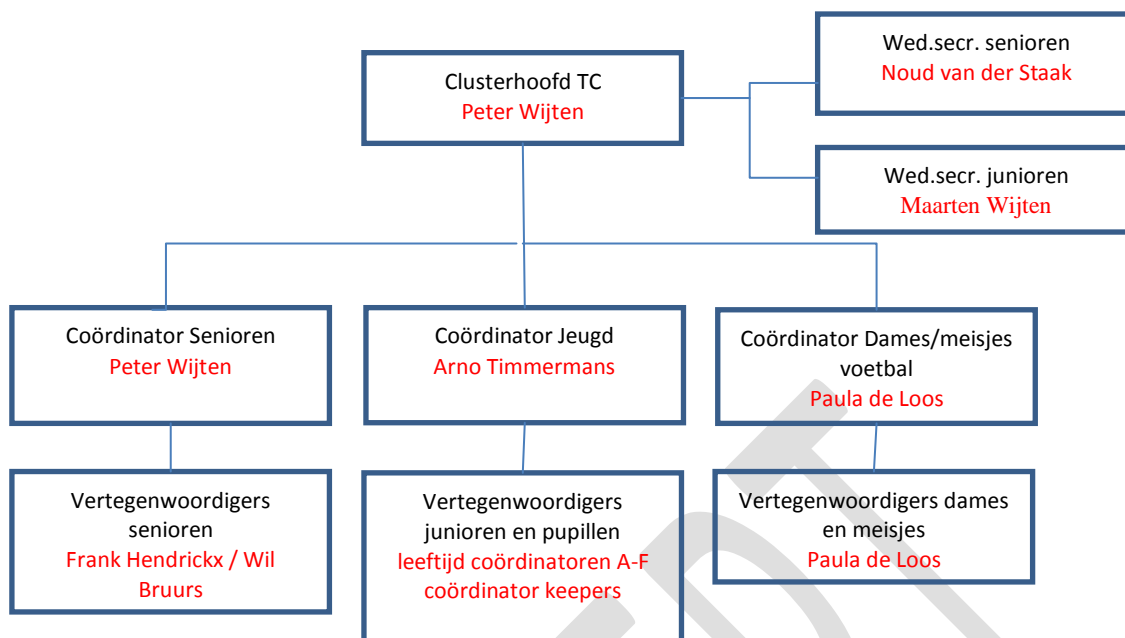 Wed.secr. senioren
Noud van der Staak
Clusterhoofd TC
Peter Wijten
Wed.secr. junioren
Maarten Wijten
Coördinator Senioren
Peter Wijten
Coördinator Jeugd
Arno Timmermans
Coördinator Dames/meisjes
voetbal
Paula de Loos
Vertegenwoordigers
senioren
Frank Hendrickx / Wil
Bruurs
Vertegenwoordigers
junioren en pupillen
leeftijd coördinatoren A-F
coördinator keepers
Vertegenwoordigers dames
en meisjes
Paula de Loos